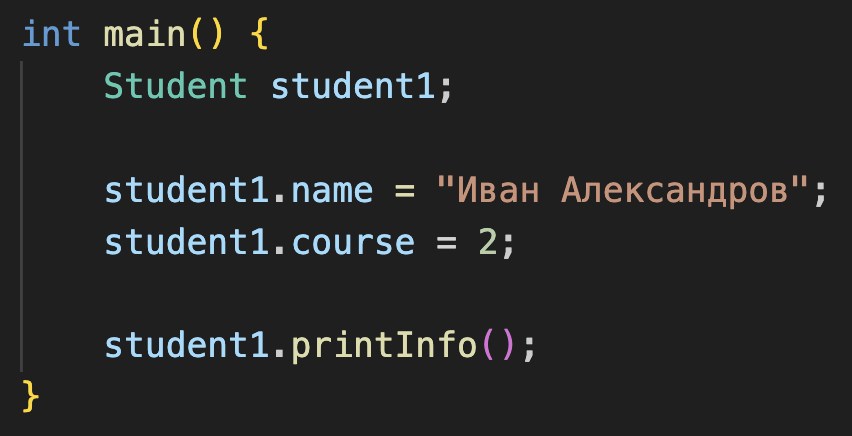 int main() {
    Student student1;
    student1.name = "Иван Александров";
    student1.course = 2;
    student1.printInfo();
}